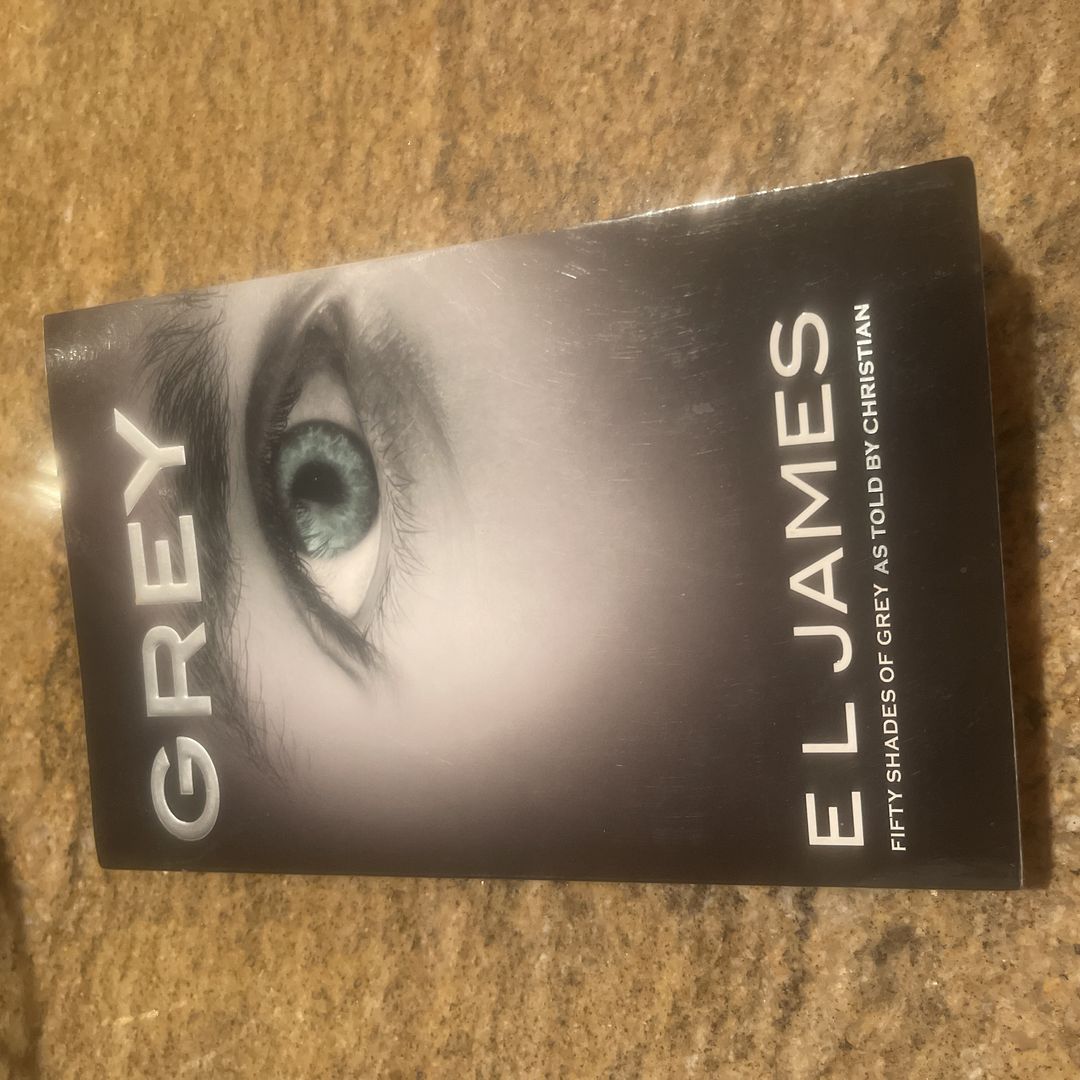 GREY
E L JAMES
FIFTY SHADES OF GREY AS TOLD BY CHRISTIAN